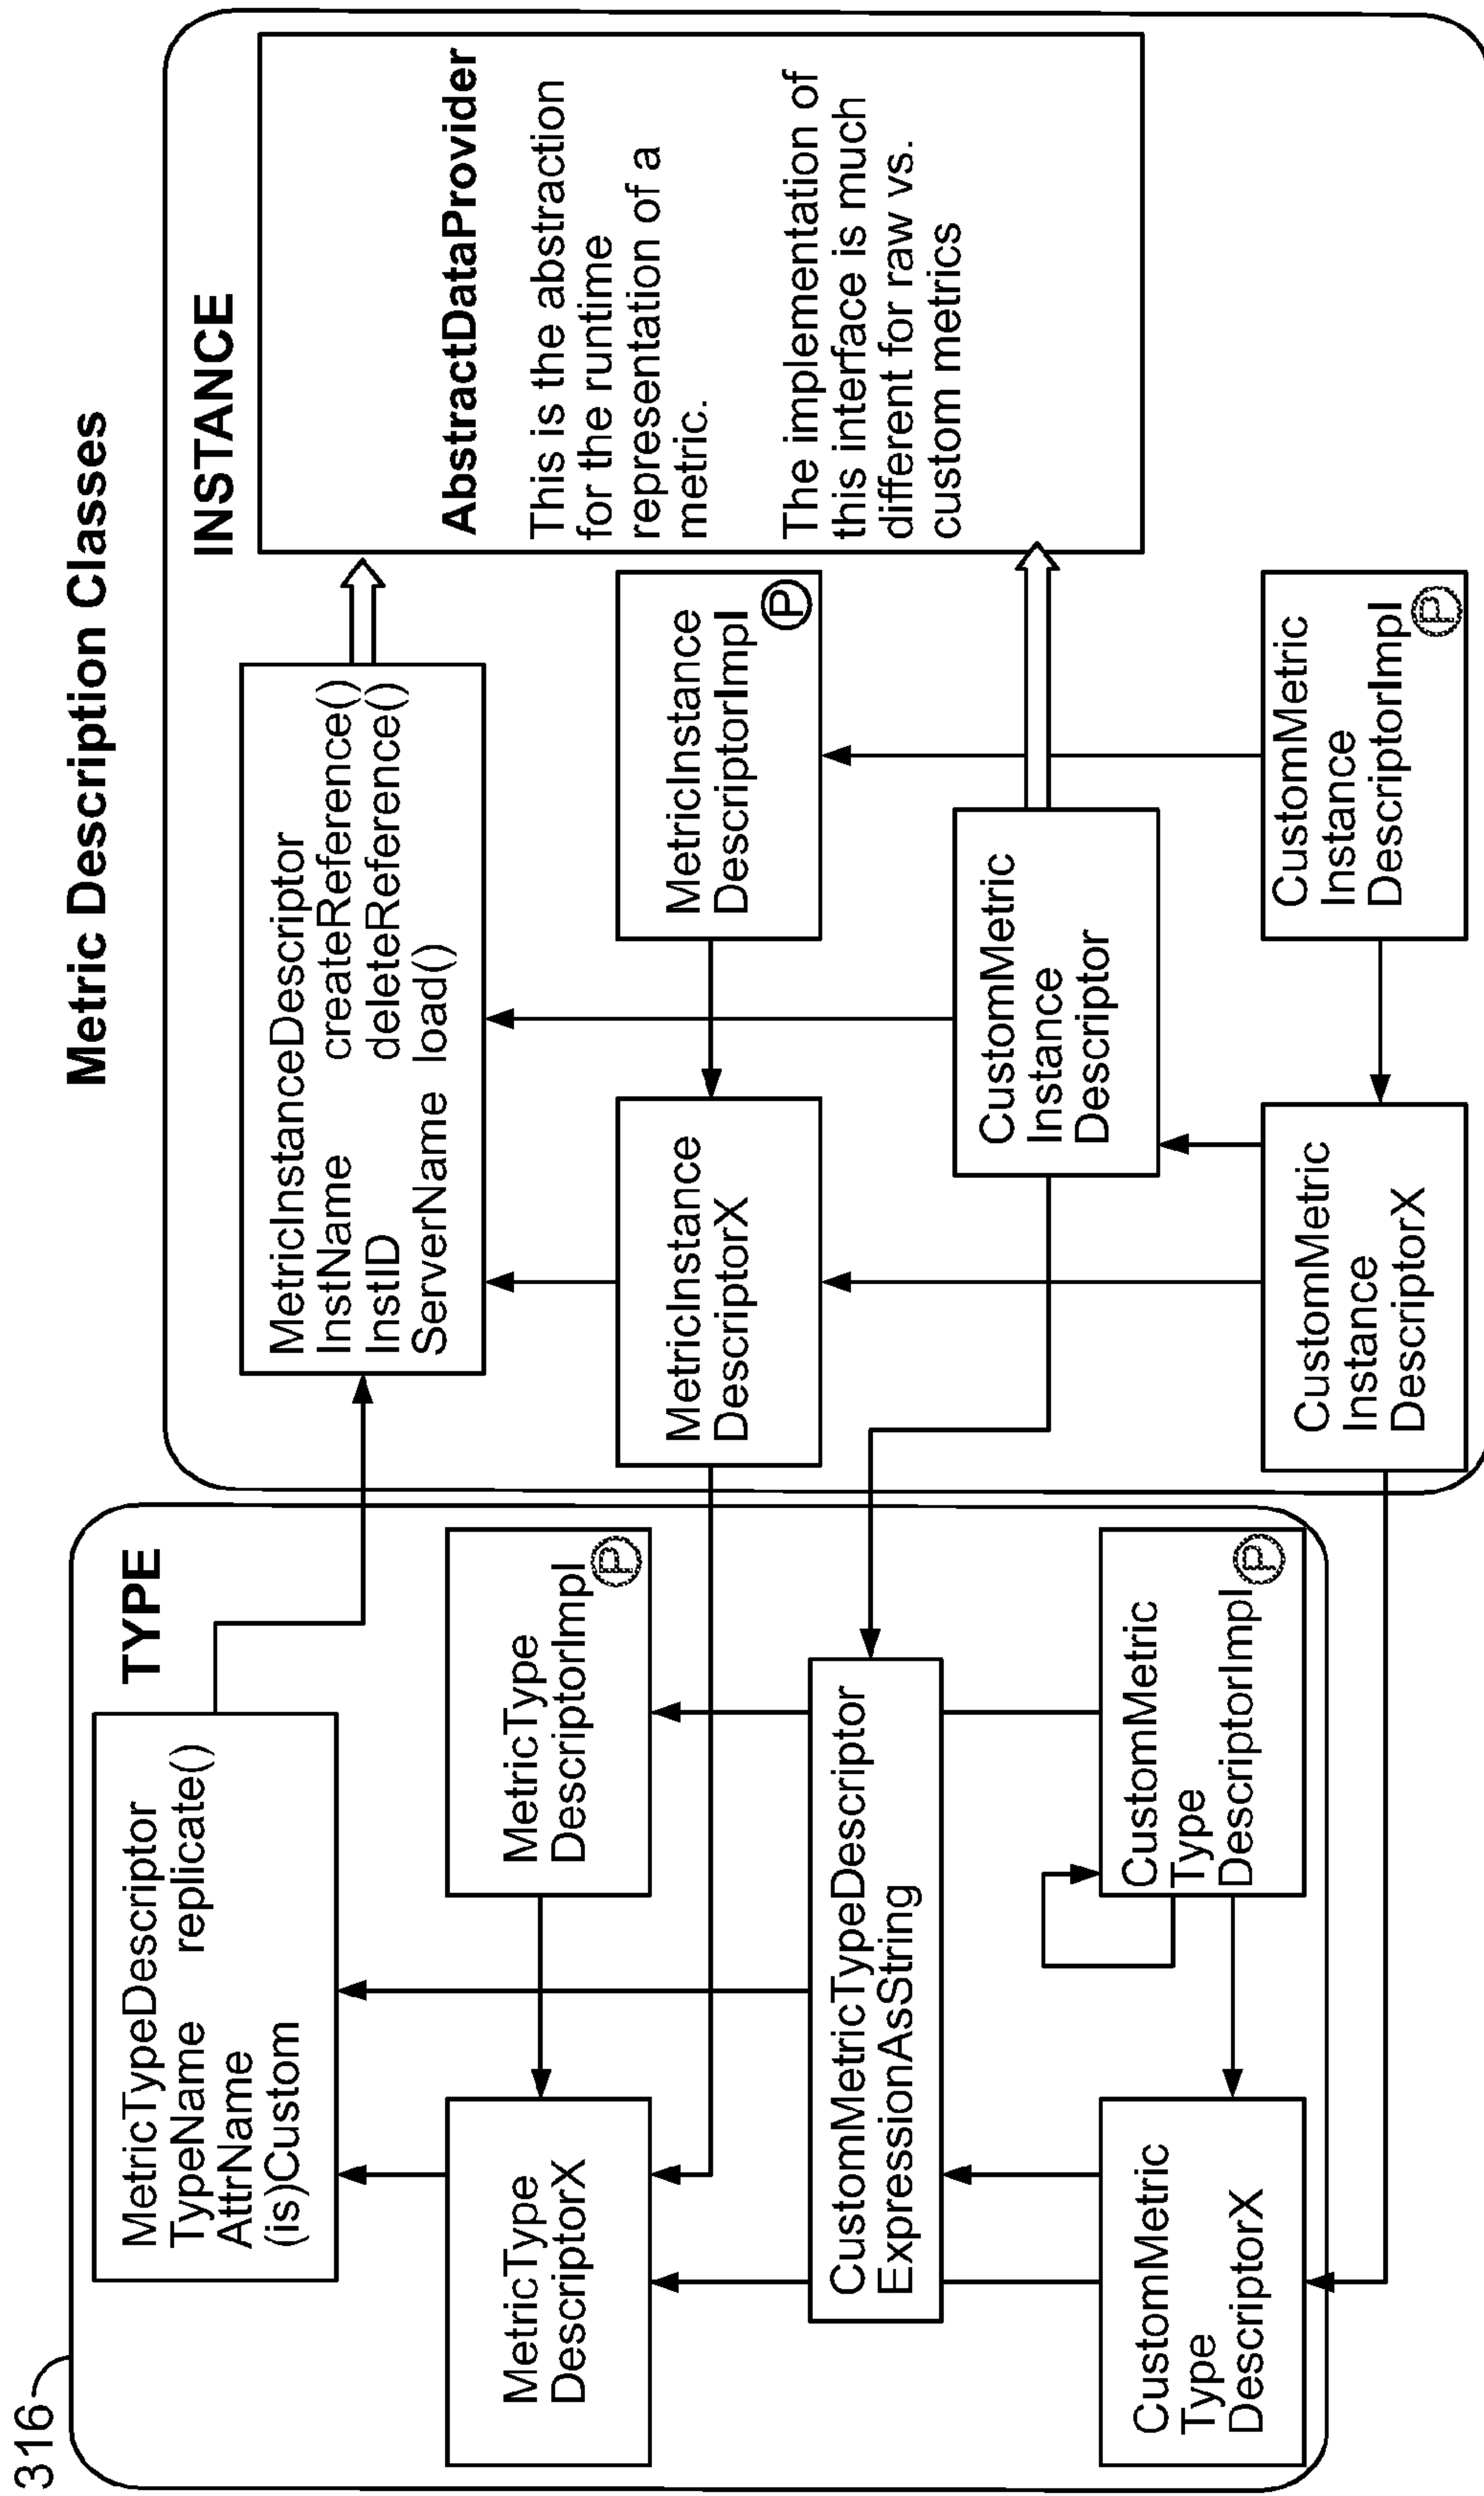 316
Metric Description Classes
TYPE
MetricTypeDescriptor
TypeName replicate()
AttrName
(is)Custom
MetricType
DescriptorX
MetricType
DescriptorImpl
P
CustomMetricTypeDescriptor
ExpressionAsString
CustomMetric
Type
DescriptorX
CustomMetric
Type
DescriptorImpl
P
INSTANCE
MetricInstanceDescriptor
InstName createReference()
InstID deleteReference()
ServerName load()
AbstractDataProvider
This is the abstraction
for the runtime
representation of a
metric.
The implementation of
this interface is much
different for raw vs.
custom metrics
MetricInstance
DescriptorX
MetricInstance
DescriptorImpl
P
CustomMetric
Instance
Descriptor
CustomMetric
Instance
DescriptorX
CustomMetric
Instance
DescriptorImpl
P